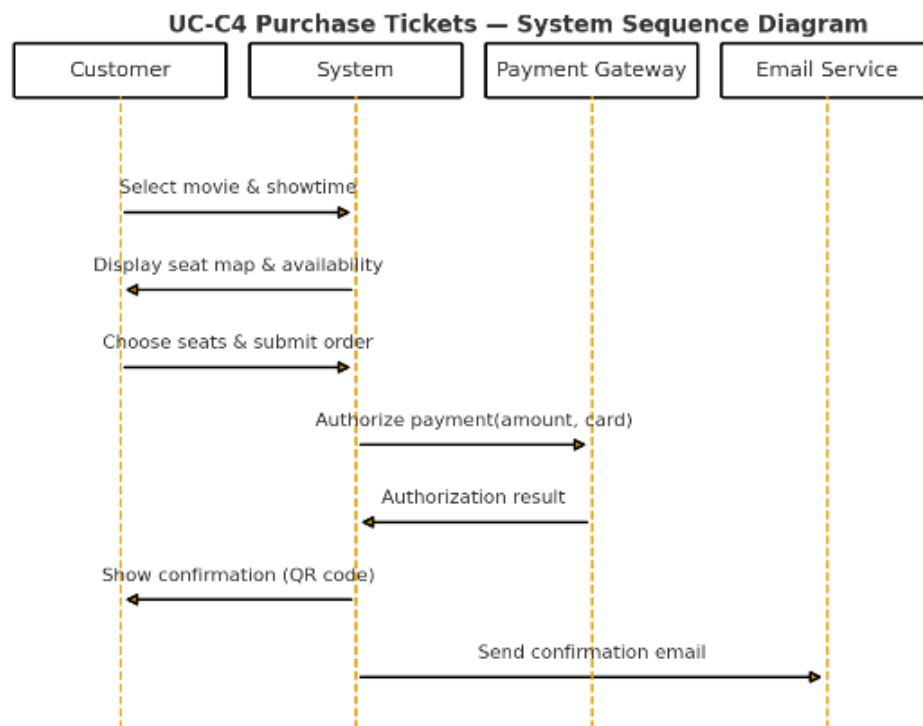 UC-C4 Purchase Tickets — System Sequence Diagram
Customer
System
Payment Gateway
Email Service
Select movie & showtime
Display seat map & availability
Choose seats & submit order
Authorize payment(amount, card)
Authorization result
Show confirmation (QR code)
Send confirmation email